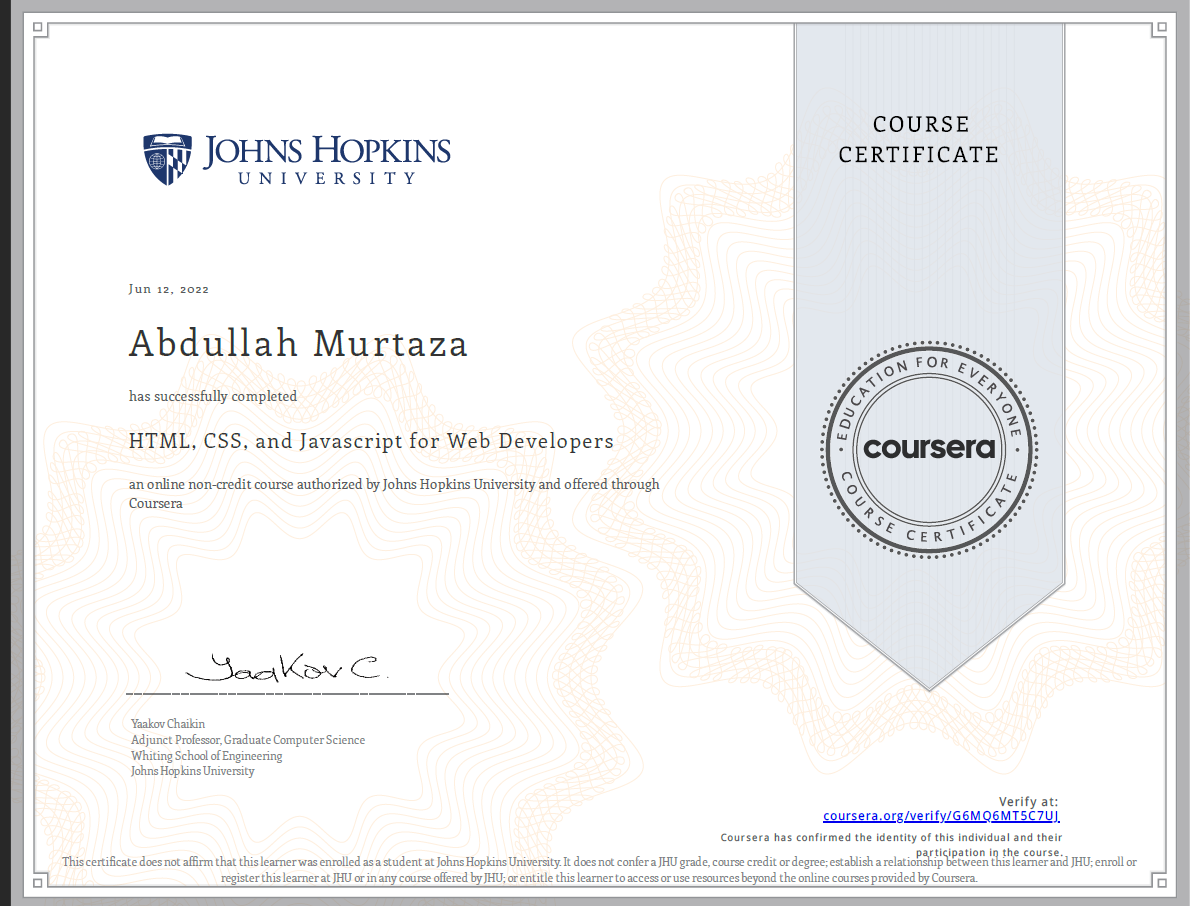 JOHNS HOPKINS
UNIVERSITY
COURSE
CERTIFICATE
Jun 12, 2022
Abdullah Murtaza
has successfully completed
HTML, CSS, and Javascript for Web Developers
an online non-credit course authorized by Johns Hopkins University and offered through
Coursera
EDUCATION FOR EVERYONE
coursera
COURSE CERTIFICATE
Yaakov C.
Yaakov Chaikin
Adjunct Professor, Graduate Computer Science
Whiting School of Engineering
Johns Hopkins University
Verify at:
coursera.org/verify/G6MQ6MT5C7UJ
Coursera has confirmed the identity of this individual and their
participation in the course.
This certificate does not affirm that this learner was enrolled as a student at Johns Hopkins University. It does not confer a JHU grade, course credit or degree; establish a relationship between this learner and JHU; enroll or
register this learner at JHU or in any course offered by JHU; or entitle this learner to access or use resources beyond the online courses provided by Coursera.